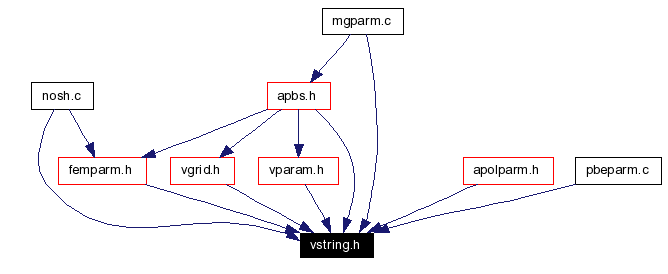 mgparm.c
nosh.c
apbs.h
femparm.h
vgrid.h
vparam.h
apolparm.h
pbeparm.c
vstring.h